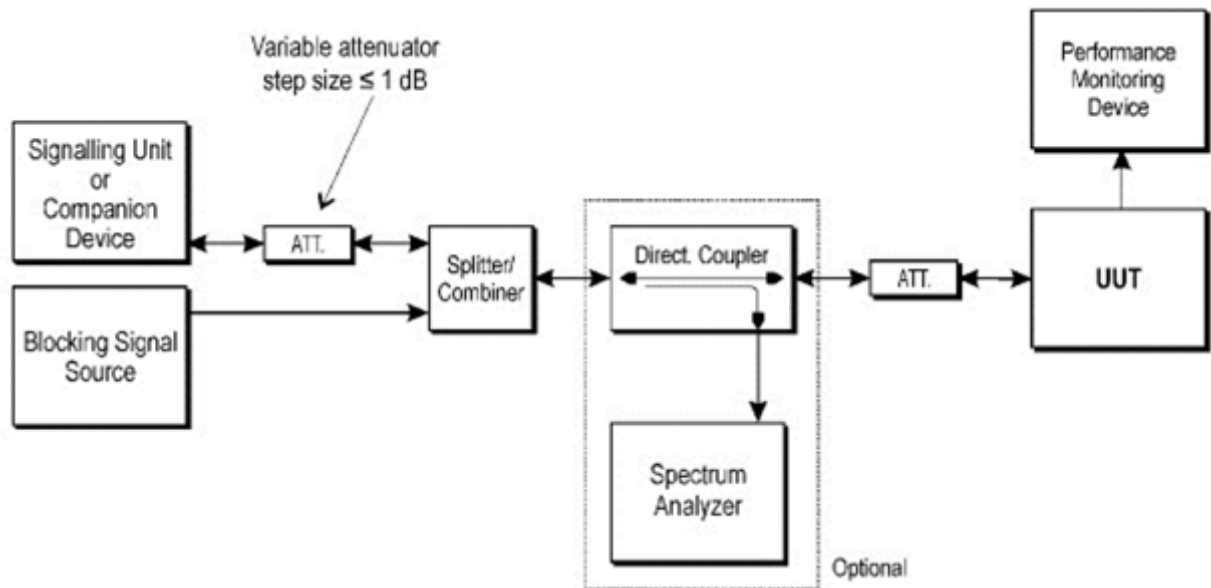 Variable attenuator
step size ≤ 1 dB
Performance
Monitoring
Device
Signalling Unit
or
Companion
Device
ATT.
Splitter/
Combiner
Direct. Coupler
ATT.
UUT
Blocking Signal
Source
Spectrum
Analyzer
Optional